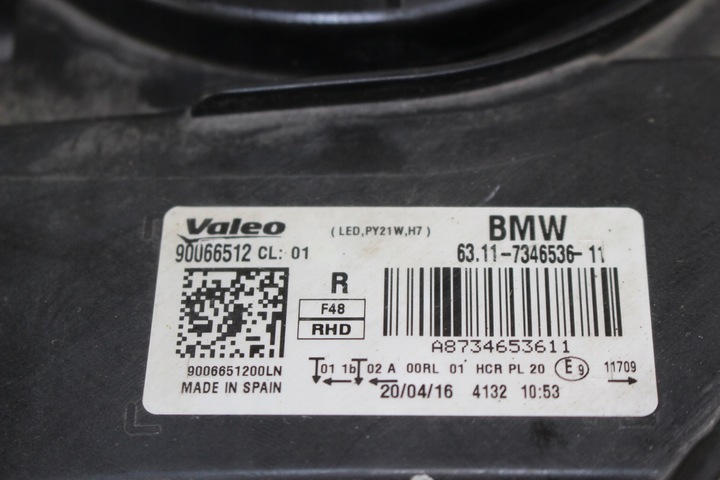 Valeo (LED,PY21W,H7) BMW
90066512 CL: 01 63.11-7346536-11
R
F48
RHD
A8734653611
9006651200LN 01 1b 02 A 00RL 01 HCR PL 20 E9 11709
MADE IN SPAIN 20/04/16 4132 10:53